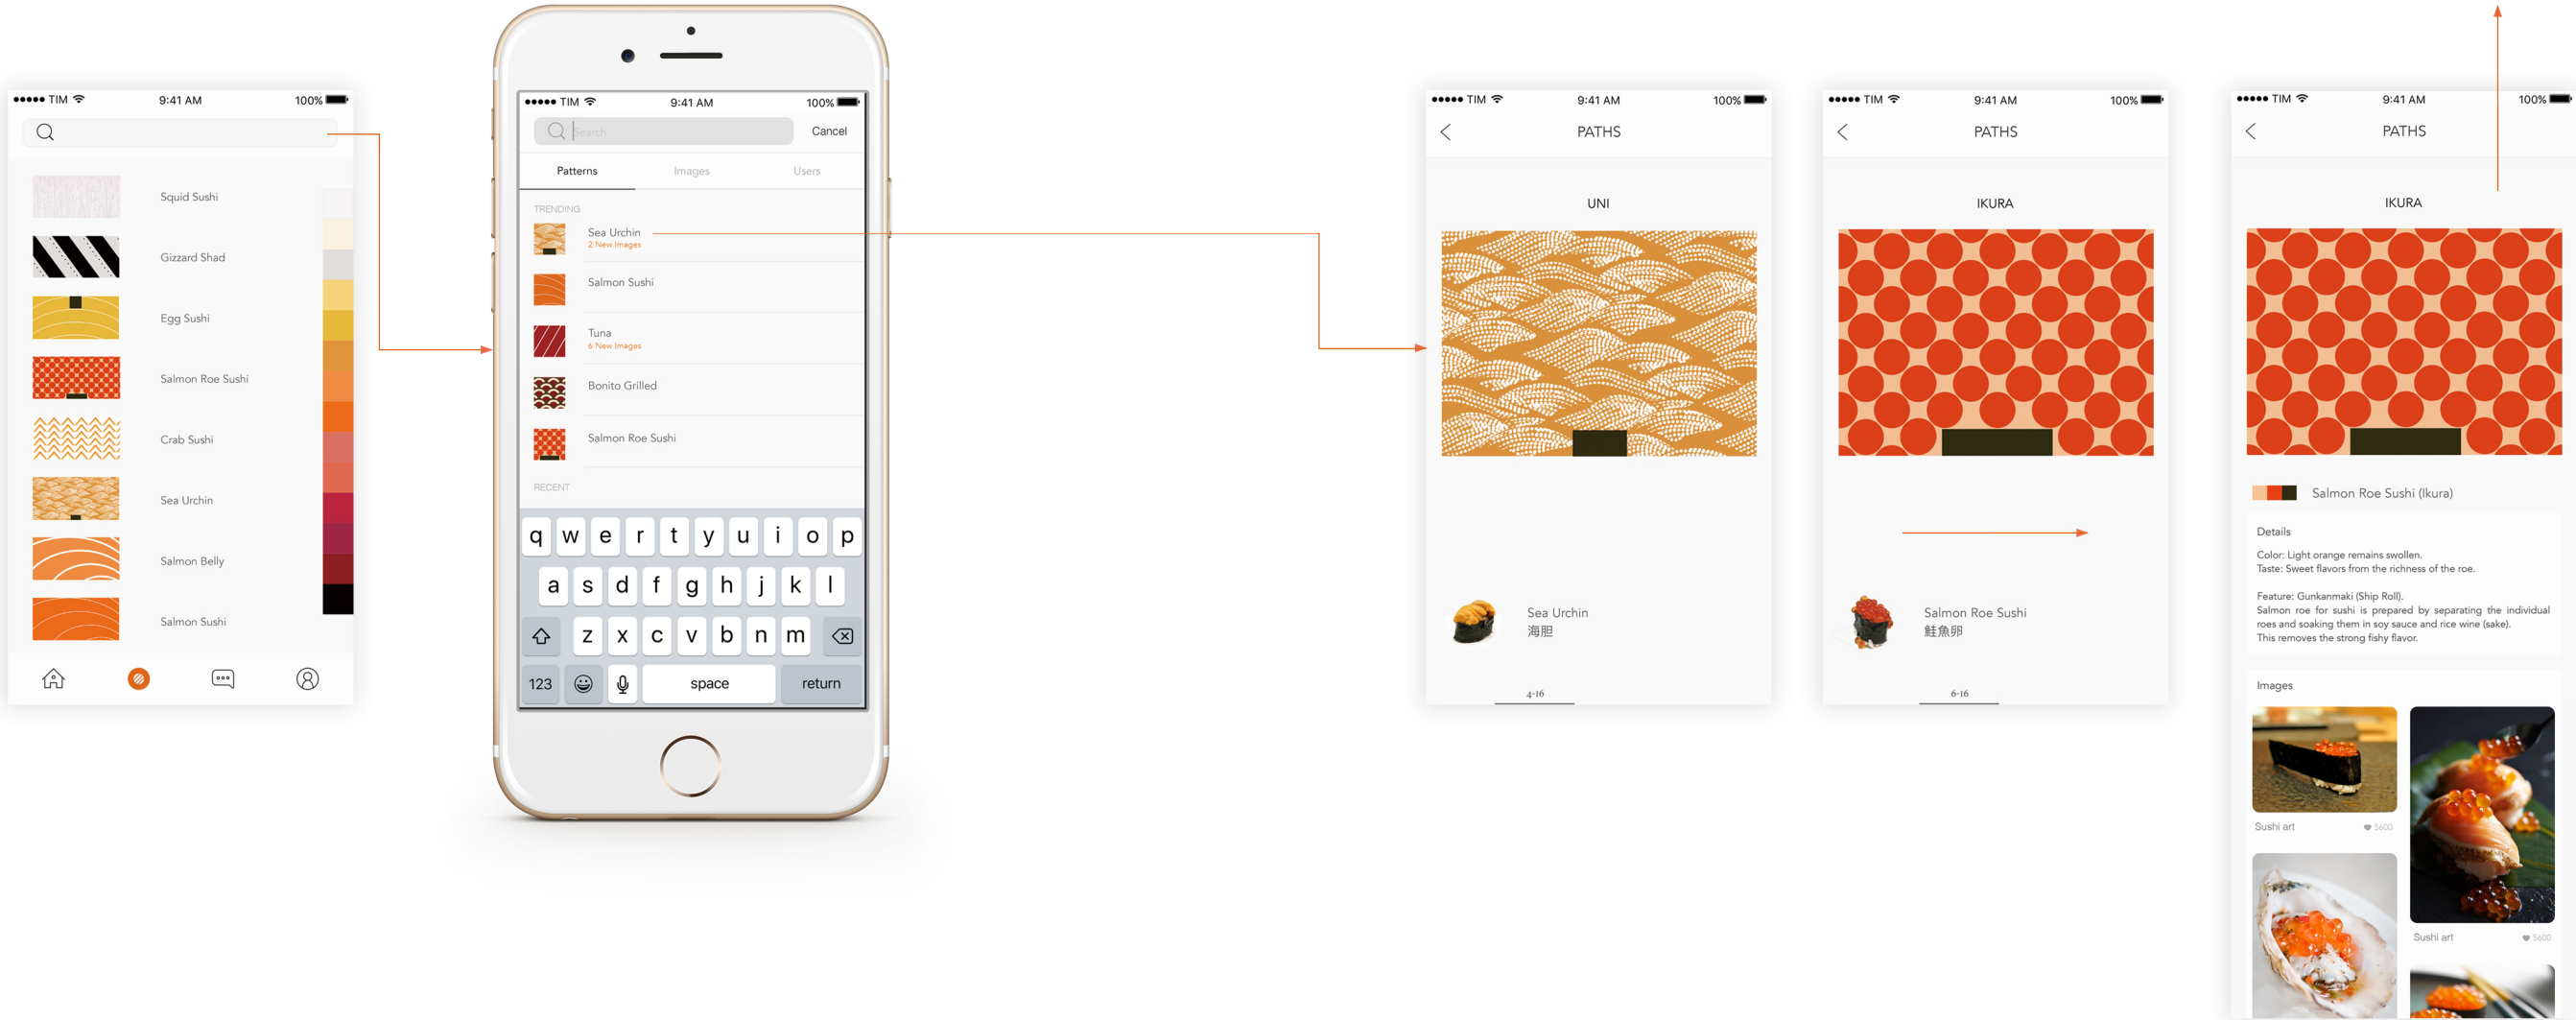 TIM
9:41 AM
100%
Squid Sushi
Gizzard Shad
Egg Sushi
Salmon Roe Sushi
Crab Sushi
Sea Urchin
Salmon Belly
Salmon Sushi
TIM
9:41 AM
100%
Search
Cancel
Patterns
Images
Users
TRENDING
Sea Urchin
2 New Images
Salmon Sushi
Tuna
6 New Images
Bonito Grilled
Salmon Roe Sushi
RECENT
q w e r t y u i o p
a s d f g h j k l
z x c v b n m
123
space
return
TIM
9:41 AM
100%
PATHS
UNI
Sea Urchin
海胆
4-16
TIM
9:41 AM
100%
PATHS
IKURA
Salmon Roe Sushi
鮭魚卵
6-16
TIM
9:41 AM
100%
PATHS
IKURA
Salmon Roe Sushi (Ikura)
Details
Color: Light orange remains swollen.
Taste: Sweet flavors from the richness of the roe.
Feature: Gunkanmaki (Ship Roll).
Salmon roe for sushi is prepared by separating the individual
roes and soaking them in soy sauce and rice wine (sake).
This removes the strong fishy flavor.
Images
Sushi art
5600
Sushi art
5600